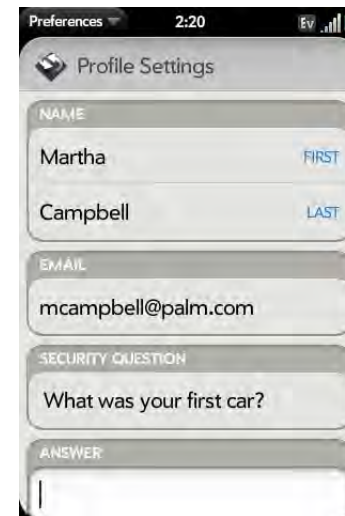 Preferences 2:20 Ev
Profile Settings
NAME
Martha FIRST
Campbell LAST
EMAIL
mcampbell@palm.com
SECURITY QUESTION
What was your first car?
ANSWER